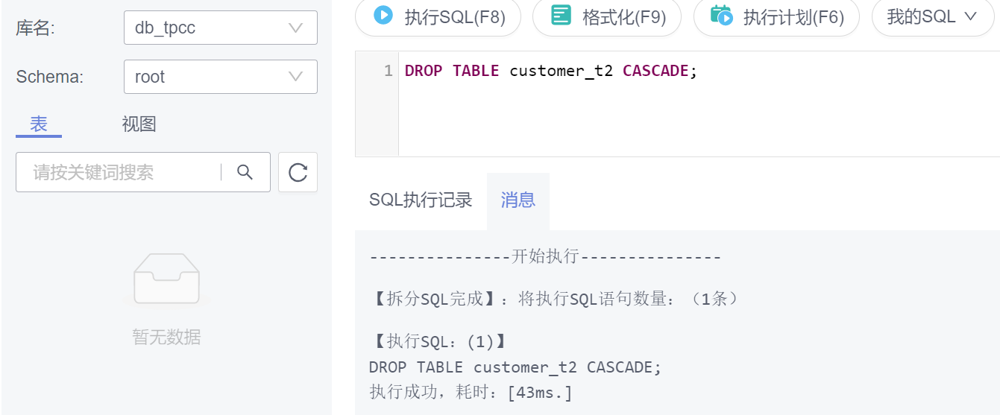 库名:
db_tpcc
Schema:
root
表
视图
请按关键词搜索
暂无数据
执行SQL(F8)
格式化(F9)
执行计划(F6)
我的SQL
1
DROP TABLE customer_t2 CASCADE;
SQL执行记录
消息
---------------开始执行---------------
【拆分SQL完成】：将执行SQL语句数量：（1条）
【执行SQL：(1)】
DROP TABLE customer_t2 CASCADE;
执行成功，耗时：[43ms.]